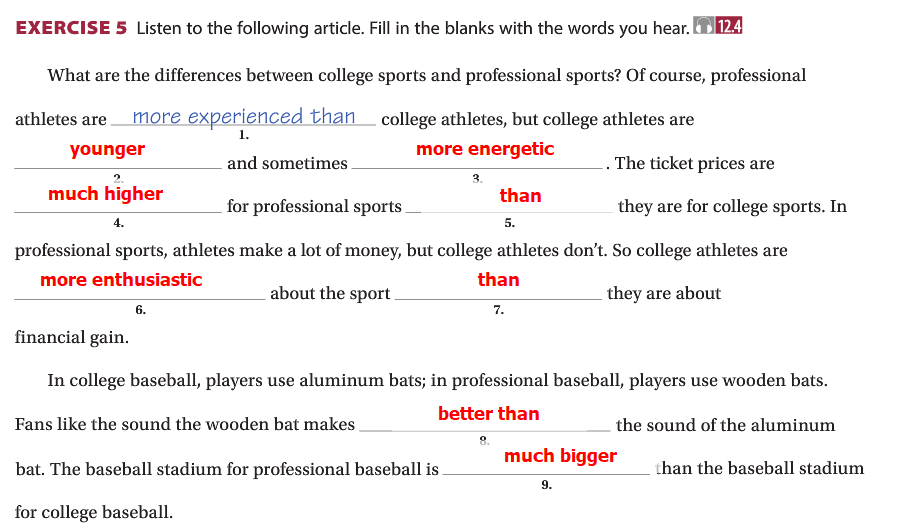 EXERCISE 5 Listen to the following article. Fill in the blanks with the words you hear. 12.4
What are the differences between college sports and professional sports? Of course, professional
athletes are more experienced than college athletes, but college athletes are
1.
younger and sometimes more energetic . The ticket prices are
2. 3.
much higher for professional sports than they are for college sports. In
4. 5.
professional sports, athletes make a lot of money, but college athletes don't. So college athletes are
more enthusiastic about the sport than they are about
6. 7.
financial gain.
In college baseball, players use aluminum bats; in professional baseball, players use wooden bats.
Fans like the sound the wooden bat makes better than the sound of the aluminum
8.
bat. The baseball stadium for professional baseball is much bigger than the baseball stadium
9.
for college baseball.